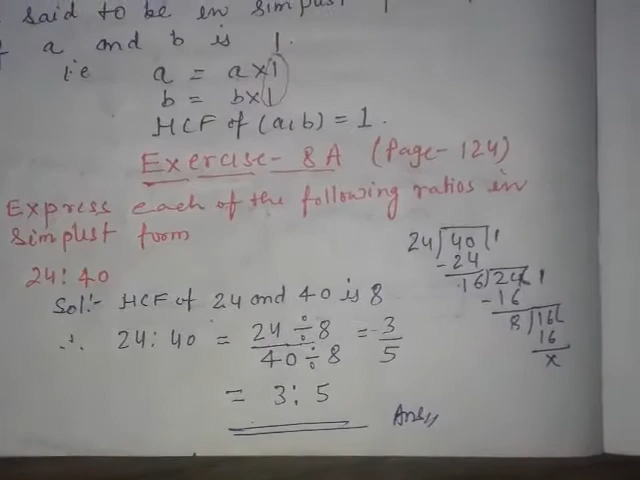 said to be in simplest
a and b is 1.
i.e a = a×1
b = b×1
HCF of (a,b) = 1.
Exercise- 8A (Page-124)
Express each of the following ratios in
simplust form
24:40
Sol:- HCF of 24 and 40 is 8
∴ 24:40 = 24÷8 / 40÷8 = 3/5
= 3:5
Ans,,
24)40(1
-24
16)24(1
-16
8)16(
16
x